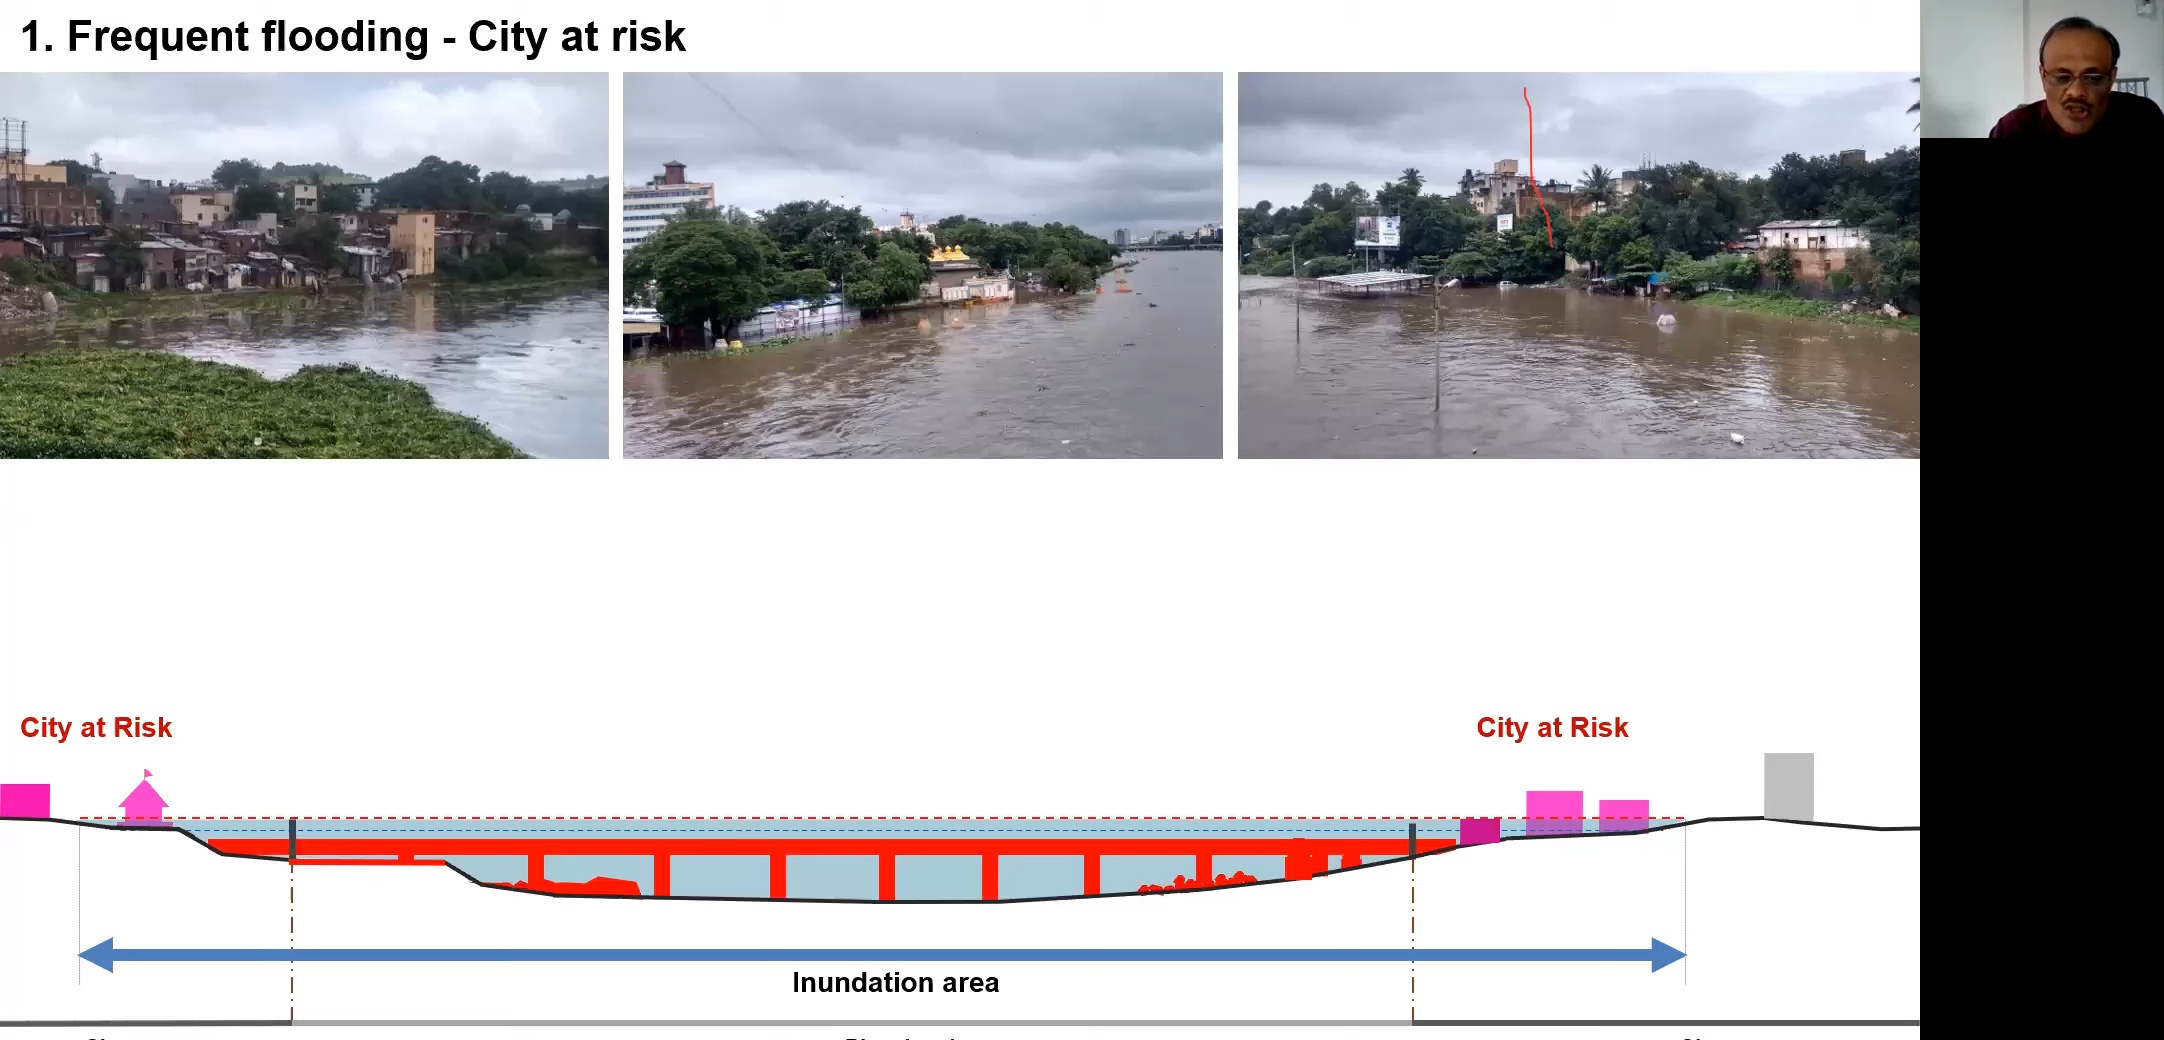 1. Frequent flooding - City at risk
City at Risk
City at Risk
Inundation area